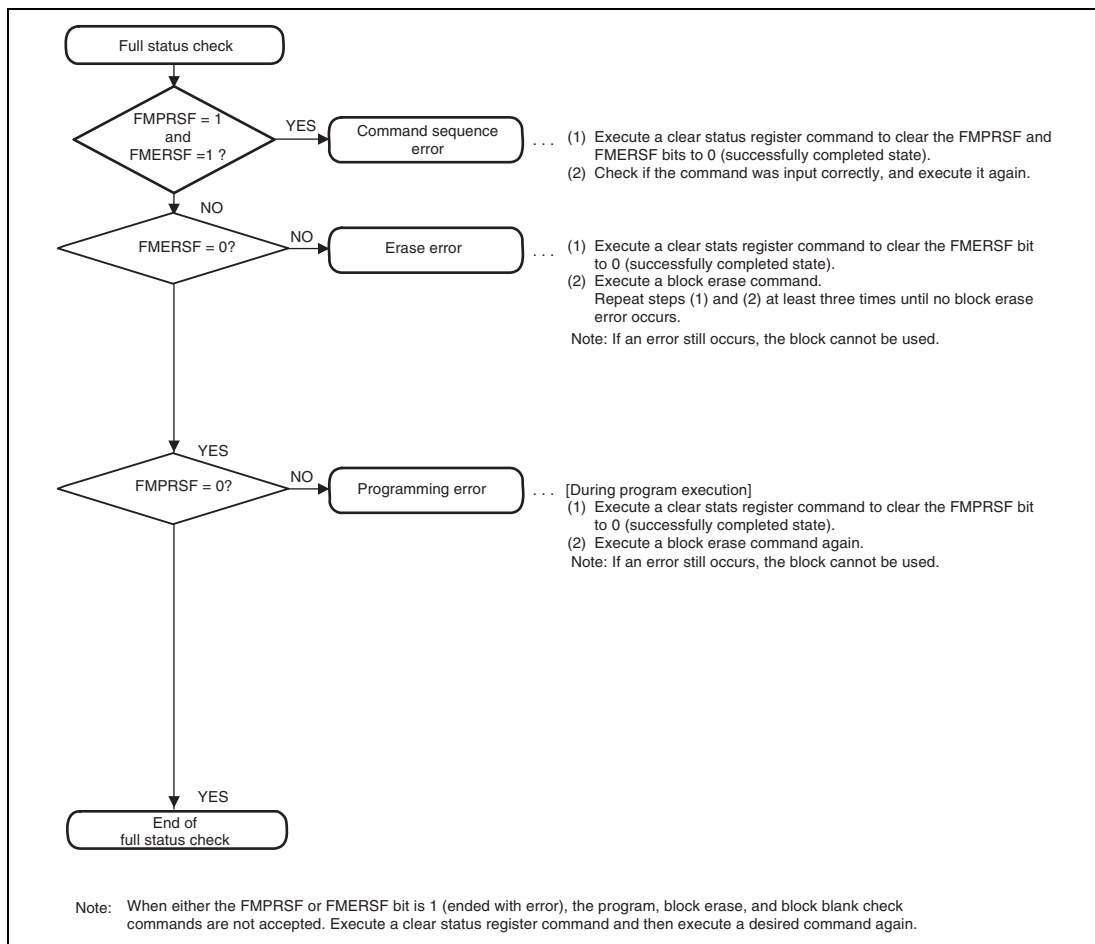 Full status check
FMPRSF = 1
and
FMERSF =1 ?
YES
Command sequence
error
. . . (1) Execute a clear status register command to clear the FMPRSF and
FMERSF bits to 0 (successfully completed state).
(2) Check if the command was input correctly, and execute it again.
NO
FMERSF = 0?
NO
Erase error
. . . (1) Execute a clear stats register command to clear the FMERSF bit
to 0 (successfully completed state).
(2) Execute a block erase command.
Repeat steps (1) and (2) at least three times until no block erase
error occurs.
Note: If an error still occurs, the block cannot be used.
YES
FMPRSF = 0?
NO
Programming error
. . . [During program execution]
(1) Execute a clear stats register command to clear the FMPRSF bit
to 0 (successfully completed state).
(2) Execute a block erase command again.
Note: If an error still occurs, the block cannot be used.
YES
End of
full status check
Note: When either the FMPRSF or FMERSF bit is 1 (ended with error), the program, block erase, and block blank check
commands are not accepted. Execute a clear status register command and then execute a desired command again.